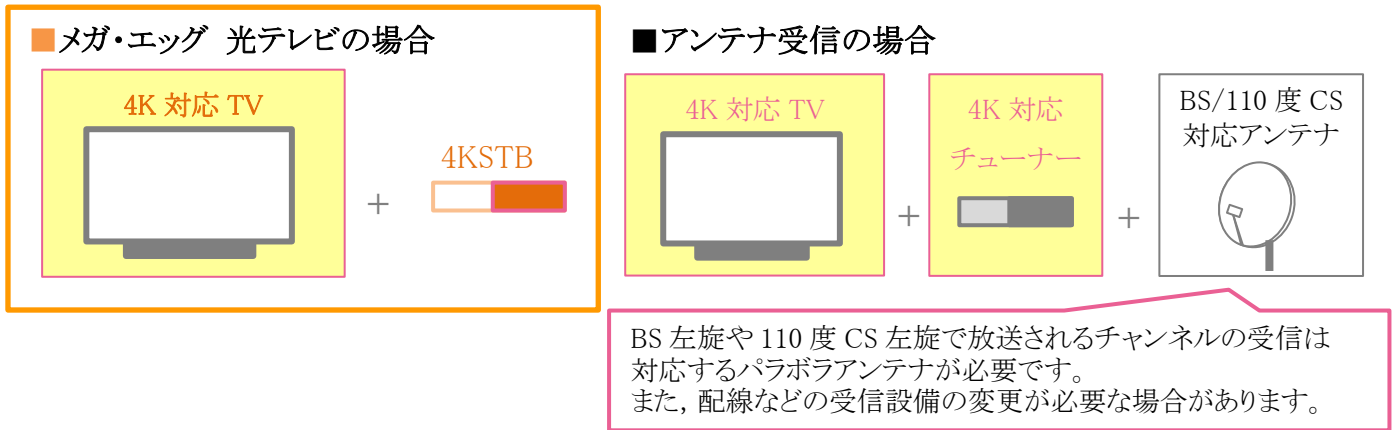 ■メガ・エッグ 光テレビの場合
4K 対応 TV
+
4KSTB
■アンテナ受信の場合
4K 対応 TV
+
4K 対応
チューナー
+
BS/110 度 CS
対応アンテナ
BS 左旋や 110 度 CS 左旋で放送されるチャンネルの受信は
対応するパラボラアンテナが必要です。
また, 配線などの受信設備の変更が必要な場合があります。